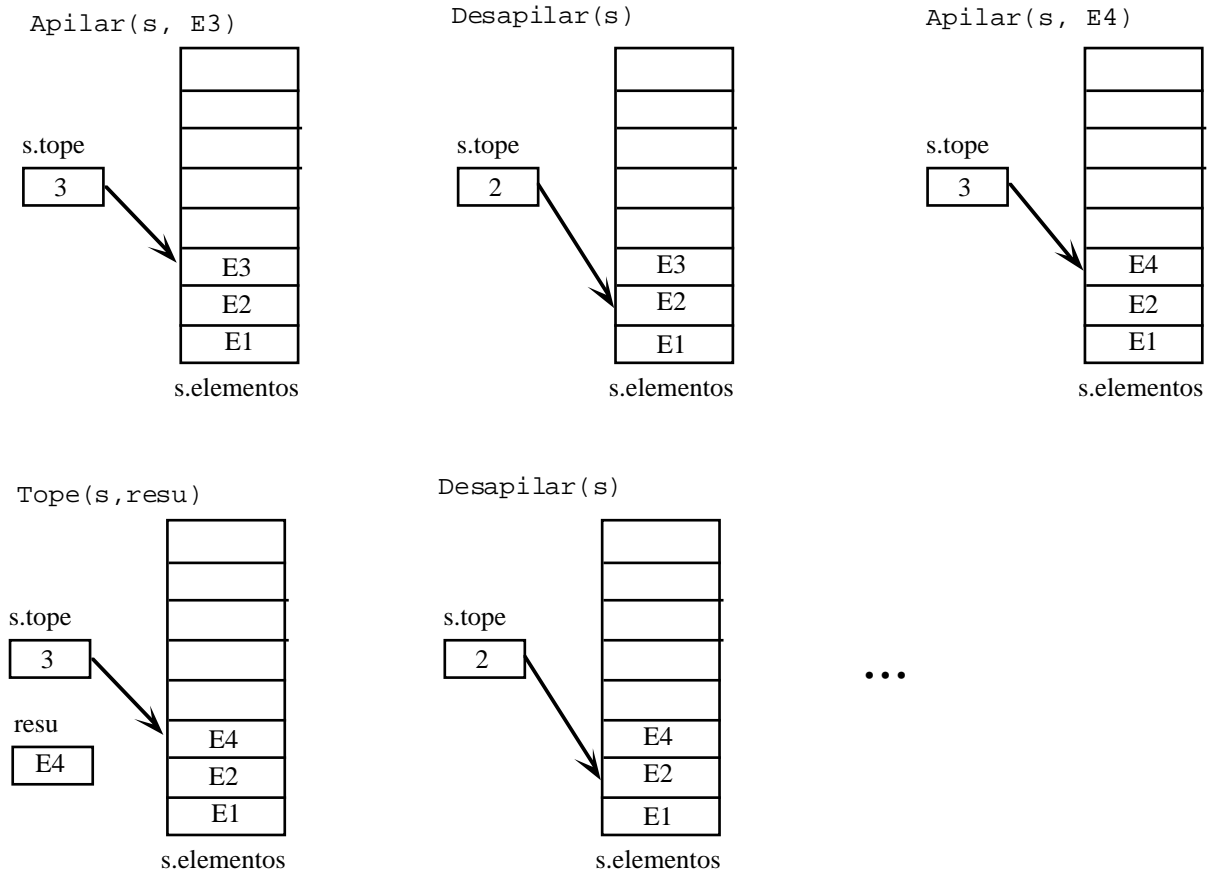 Apilar(s, E3)
s.tope
3
E3
E2
E1
s.elementos
Desapilar(s)
s.tope
2
E3
E2
E1
s.elementos
Apilar(s, E4)
s.tope
3
E4
E2
E1
s.elementos
Tope(s,resu)
s.tope
3
resu
E4
E4
E2
E1
s.elementos
Desapilar(s)
s.tope
2
E4
E2
E1
s.elementos
...